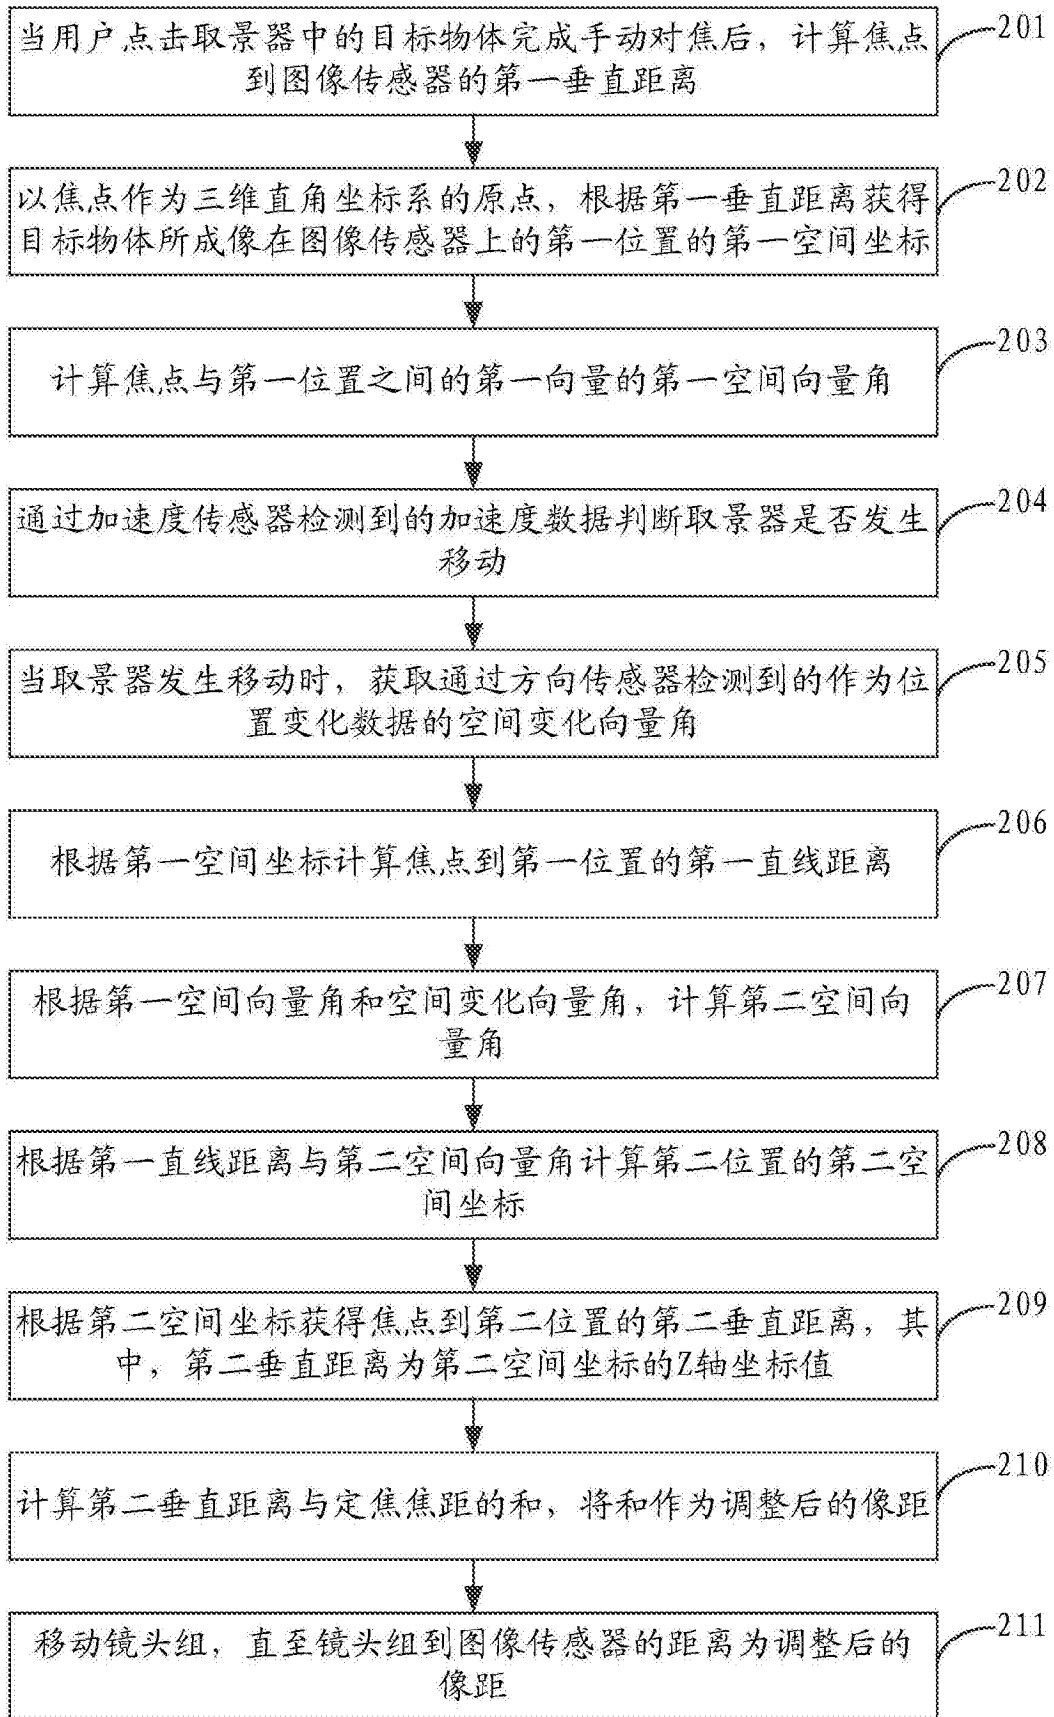 当用户点击取景器中的目标物体完成手动对焦后，计算焦点
到图像传感器的第一垂直距离
201
以焦点作为三维直角坐标系的原点，根据第一垂直距离获得
目标物体所成像在图像传感器上的第一位置的第一空间坐标
202
计算焦点与第一位置之间的第一向量的第一空间向量角
203
通过加速度传感器检测到的加速度数据判断取景器是否发生
移动
204
当取景器发生移动时，获取通过方向传感器检测到的作为位
置变化数据的空间变化向量角
205
根据第一空间坐标计算焦点到第一位置的第一直线距离
206
根据第一空间向量角和空间变化向量角，计算第二空间向
量角
207
根据第一直线距离与第二空间向量角计算第二位置的第二空
间坐标
208
根据第二空间坐标获得焦点到第二位置的第二垂直距离，其
中，第二垂直距离为第二空间坐标的Z轴坐标值
209
计算第二垂直距离与定焦焦距的和，将和作为调整后的像距
210
移动镜头组，直至镜头组到图像传感器的距离为调整后的
像距
211